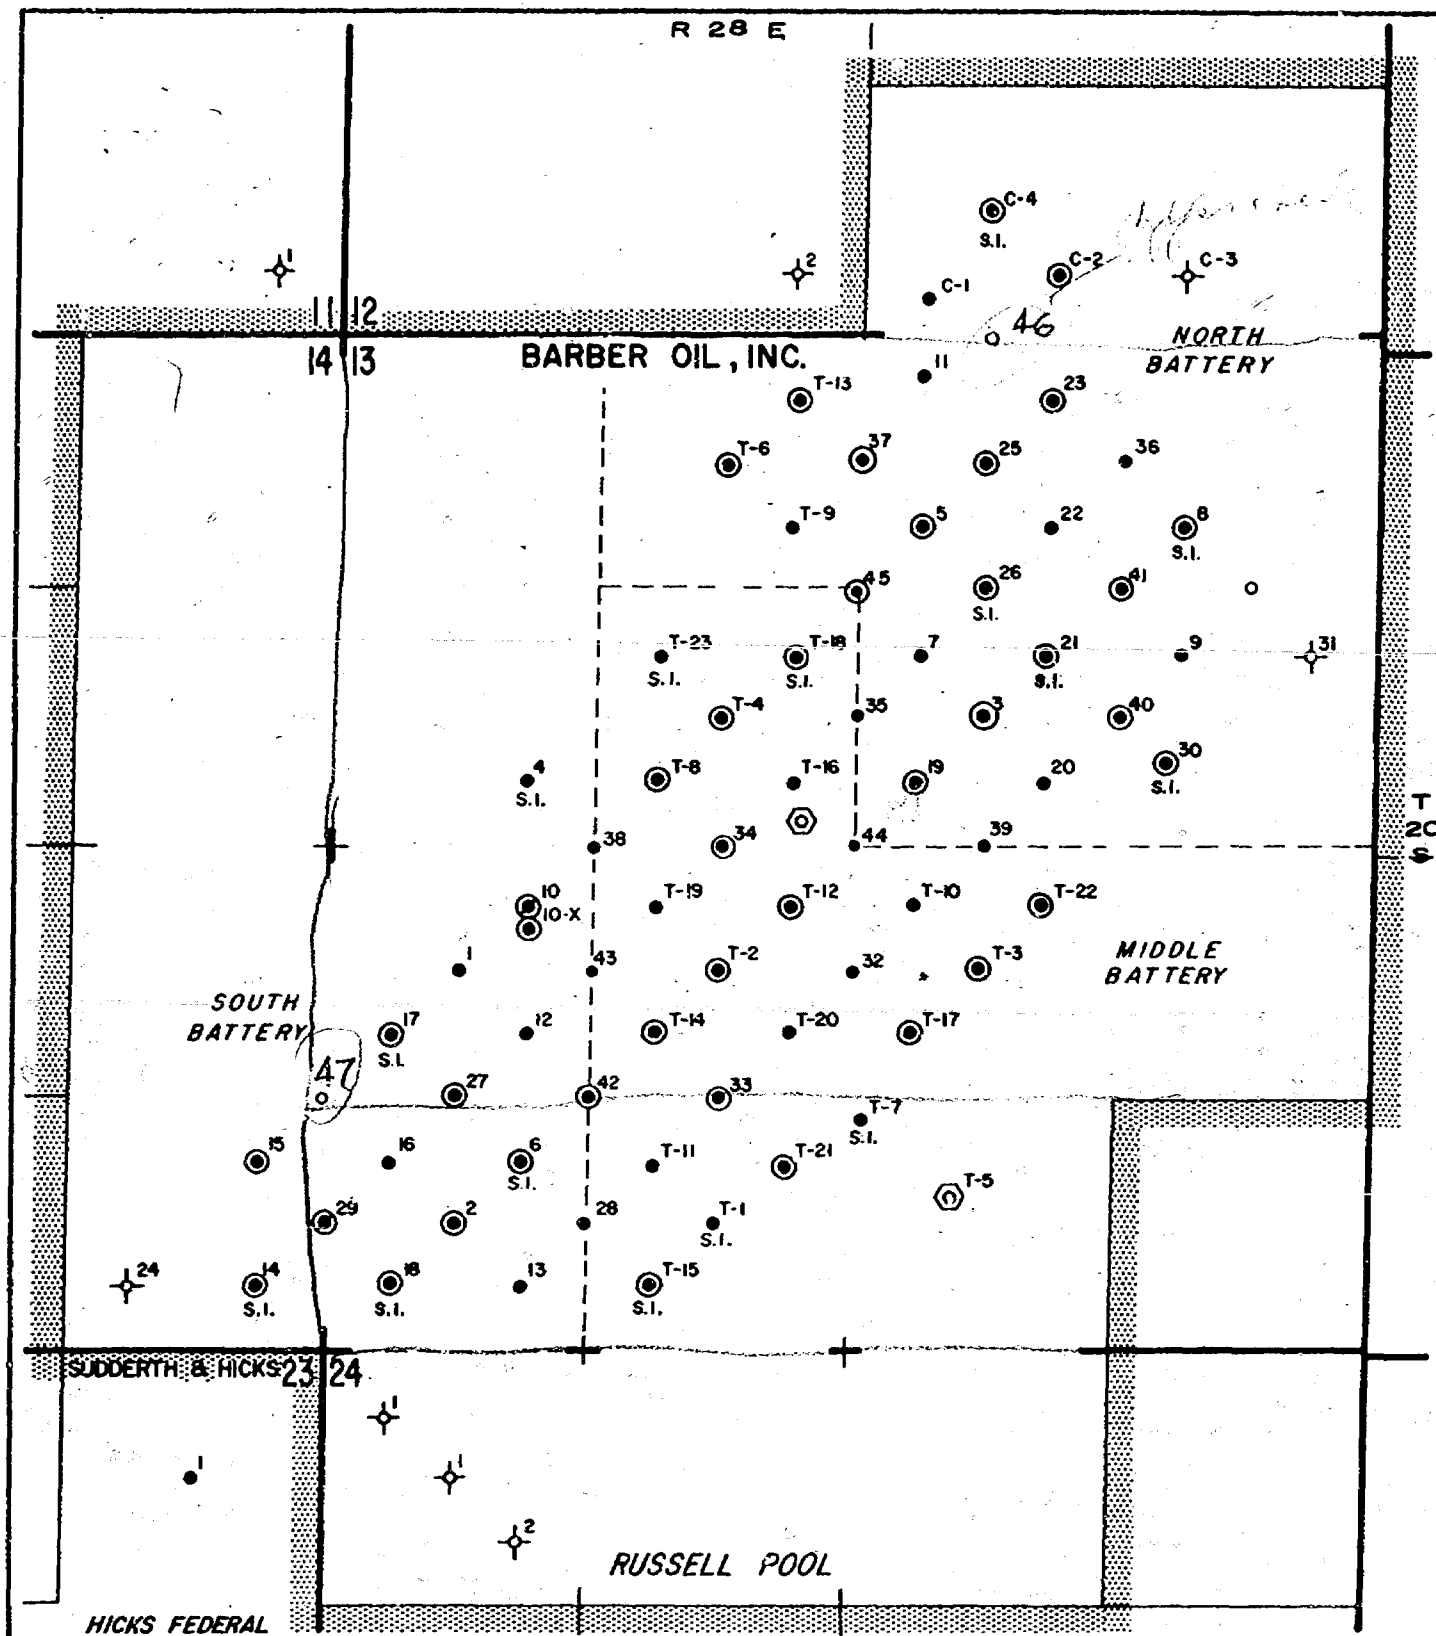 R 28 E
C-4
S.I.
1
2
C-2
C-3
C-1
11 12
46
14 13
BARBER OIL, INC.
NORTH
BATTERY
11
T-13
23
T-6
37
25
36
T-9
5
22
8
S.I.
45
26
S.I.
41
T-23
S.I.
T-18
S.I.
7
21
S.I.
9
31
T-4
35
3
40
4
S.I.
T-8
T-16
19
20
30
S.I.
T
20
S
38
34
44
39
10
10-X
T-19
T-12
T-10
T-22
1
43
T-2
32
T-3
MIDDLE
BATTERY
SOUTH
BATTERY
17
S.I.
12
T-14
T-20
T-17
47
27
42
33
T-7
S.I.
15
16
6
S.I.
T-11
T-21
T-5
29
2
28
T-1
S.I.
24
14
S.I.
18
S.I.
13
T-15
S.I.
SUDDERTH & HICKS 23 24
1
1
1
2
RUSSELL POOL
HICKS FEDERAL